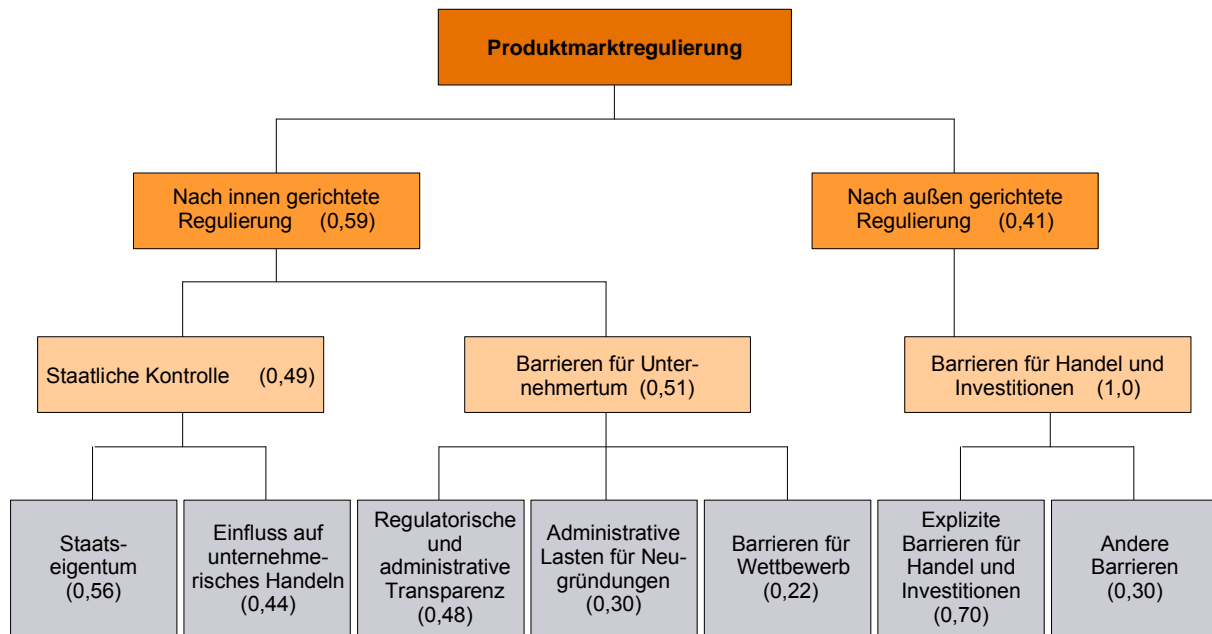 Produktmarktregulierung
Nach innen gerichtete
Regulierung (0,59)
Nach außen gerichtete
Regulierung (0,41)
Staatliche Kontrolle (0,49)
Barrieren für Unter-
nehmertum (0,51)
Barrieren für Handel und
Investitionen (1,0)
Staats-
eigentum
(0,56)
Einfluss auf
unternehme-
risches Handeln
(0,44)
Regulatorische
und
administrative
Transparenz
(0,48)
Administrative
Lasten für Neu-
gründungen
(0,30)
Barrieren für
Wettbewerb
(0,22)
Explizite
Barrieren für
Handel und
Investitionen
(0,70)
Andere
Barrieren
(0,30)